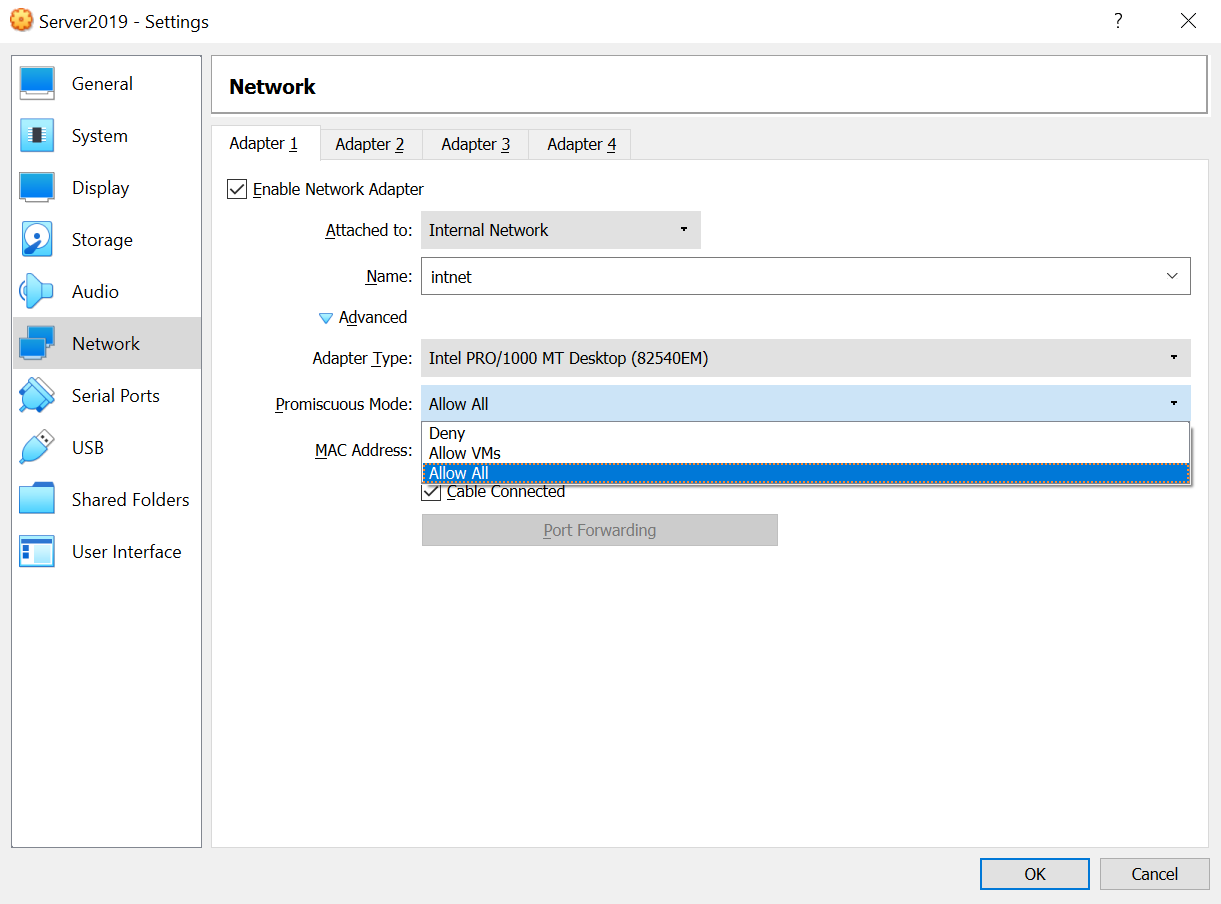 Server2019 - Settings
?
General
System
Display
Storage
Audio
Network
Serial Ports
USB
Shared Folders
User Interface
Network
Adapter 1 Adapter 2 Adapter 3 Adapter 4
Enable Network Adapter
Attached to: Internal Network
Name: intnet
Advanced
Adapter Type: Intel PRO/1000 MT Desktop (82540EM)
Promiscuous Mode: Allow All
Deny
MAC Address:
Allow VMs
Allow All
Cable Connected
Port Forwarding
OK Cancel